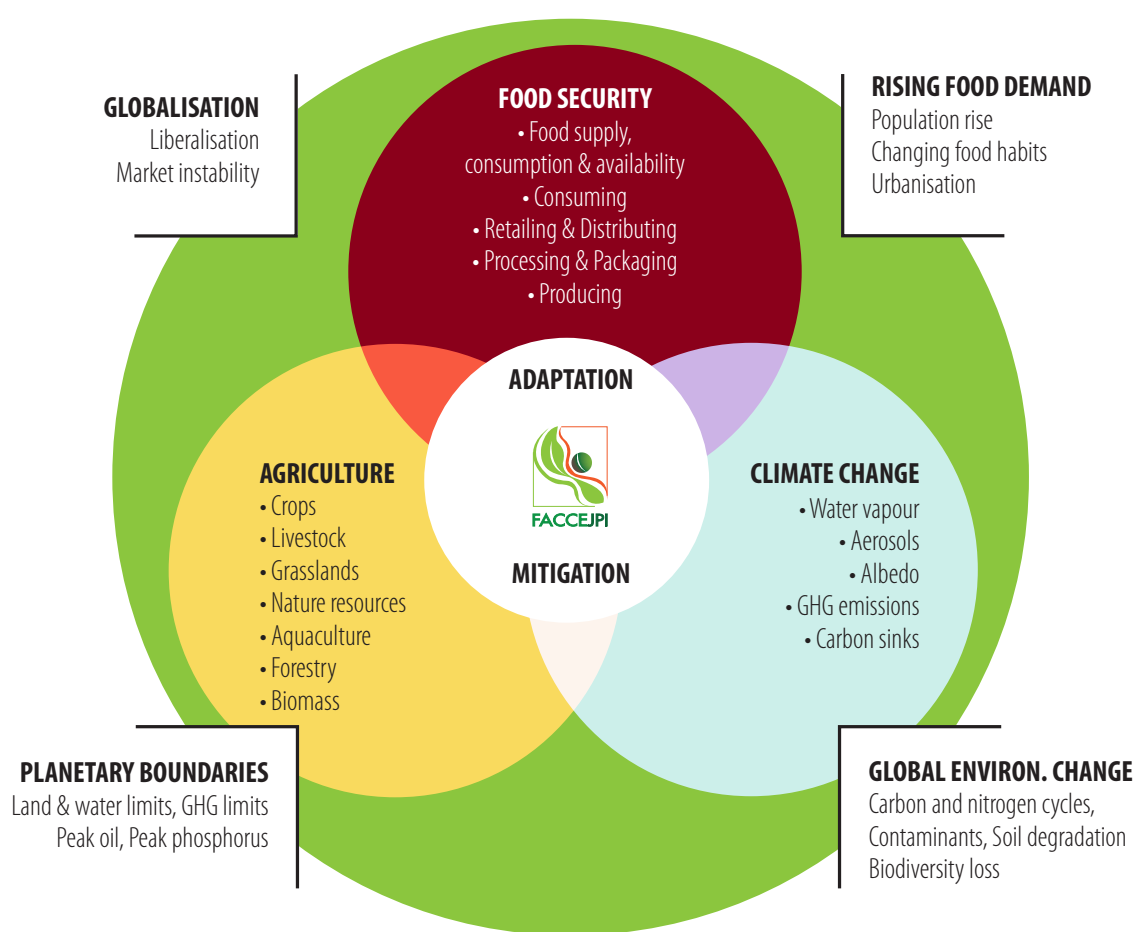 GLOBALISATION
Liberalisation
Market instability
FOOD SECURITY
• Food supply,
consumption & availability
• Consuming
• Retailing & Distributing
• Processing & Packaging
• Producing
RISING FOOD DEMAND
Population rise
Changing food habits
Urbanisation
ADAPTATION
FACCEJPI
MITIGATION
AGRICULTURE
• Crops
• Livestock
• Grasslands
• Nature resources
• Aquaculture
• Forestry
• Biomass
CLIMATE CHANGE
• Water vapour
• Aerosols
• Albedo
• GHG emissions
• Carbon sinks
PLANETARY BOUNDARIES
Land & water limits, GHG limits
Peak oil, Peak phosphorus
GLOBAL ENVIRON. CHANGE
Carbon and nitrogen cycles,
Contaminants, Soil degradation
Biodiversity loss